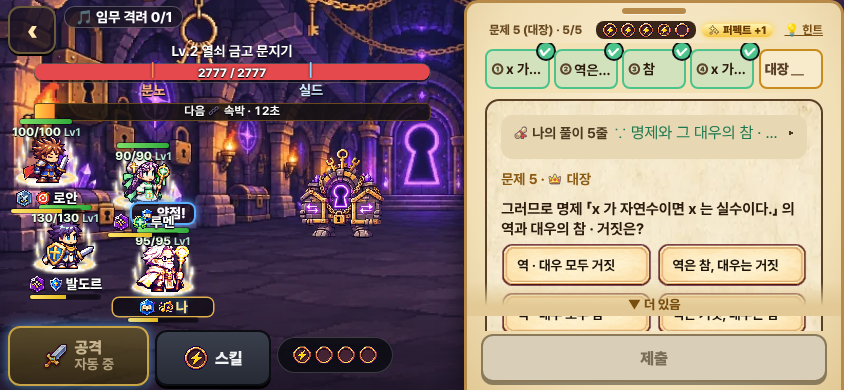 임무 격려 0/1
Lv.2 열쇠 금고 문지기
2777 / 2777
분노
실드
다음 속박 · 12초
100/100 Lv1
로안
90/90 Lv1
약점!
루멘
130/130 Lv1
발도르
95/95 Lv1
나
공격
자동 중
스킬
문제 5 (대장) · 5/5
퍼펙트 +1
힌트
① x 가...
② 역은...
③ 참
④ x 가...
대장 __
나의 풀이 5줄 ∵ 명제와 그 대우의 참 · ...
문제 5 · 대장
그러므로 명제 「x 가 자연수이면 x 는 실수이다.」 의
역과 대우의 참 · 거짓은?
역 · 대우 모두 거짓
역은 참, 대우는 거짓
▼ 더 있음
제출